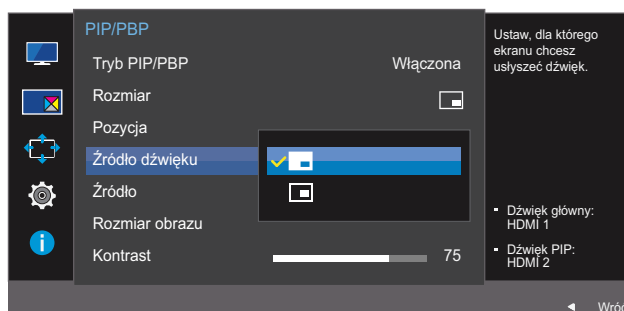 PIP/PBP
Tryb PIP/PBP Włączona
Rozmiar
Pozycja
Źródło dźwięku
Źródło
Rozmiar obrazu
Kontrast 75
Ustaw, dla którego
ekranu chcesz
usłyszeć dźwięk.
Dźwięk główny:
HDMI 1
Dźwięk PIP:
HDMI 2
Wróć